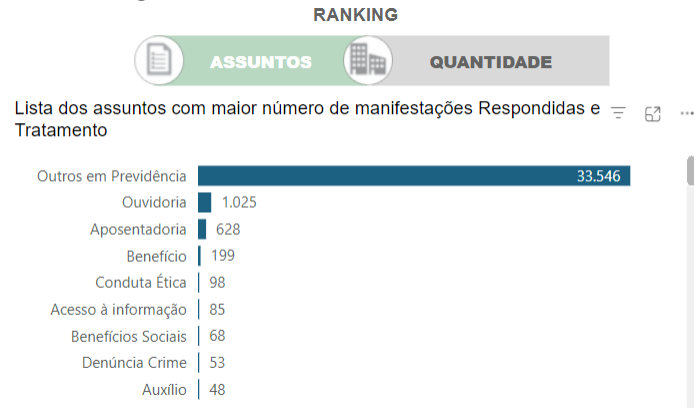 RANKING
ASSUNTOS QUANTIDADE
Lista dos assuntos com maior número de manifestações Respondidas e
Tratamento
Outros em Previdência 33.546
Ouvidoria 1.025
Aposentadoria 628
Benefício 199
Conduta Ética 98
Acesso à informação 85
Benefícios Sociais 68
Denúncia Crime 53
Auxílio 48